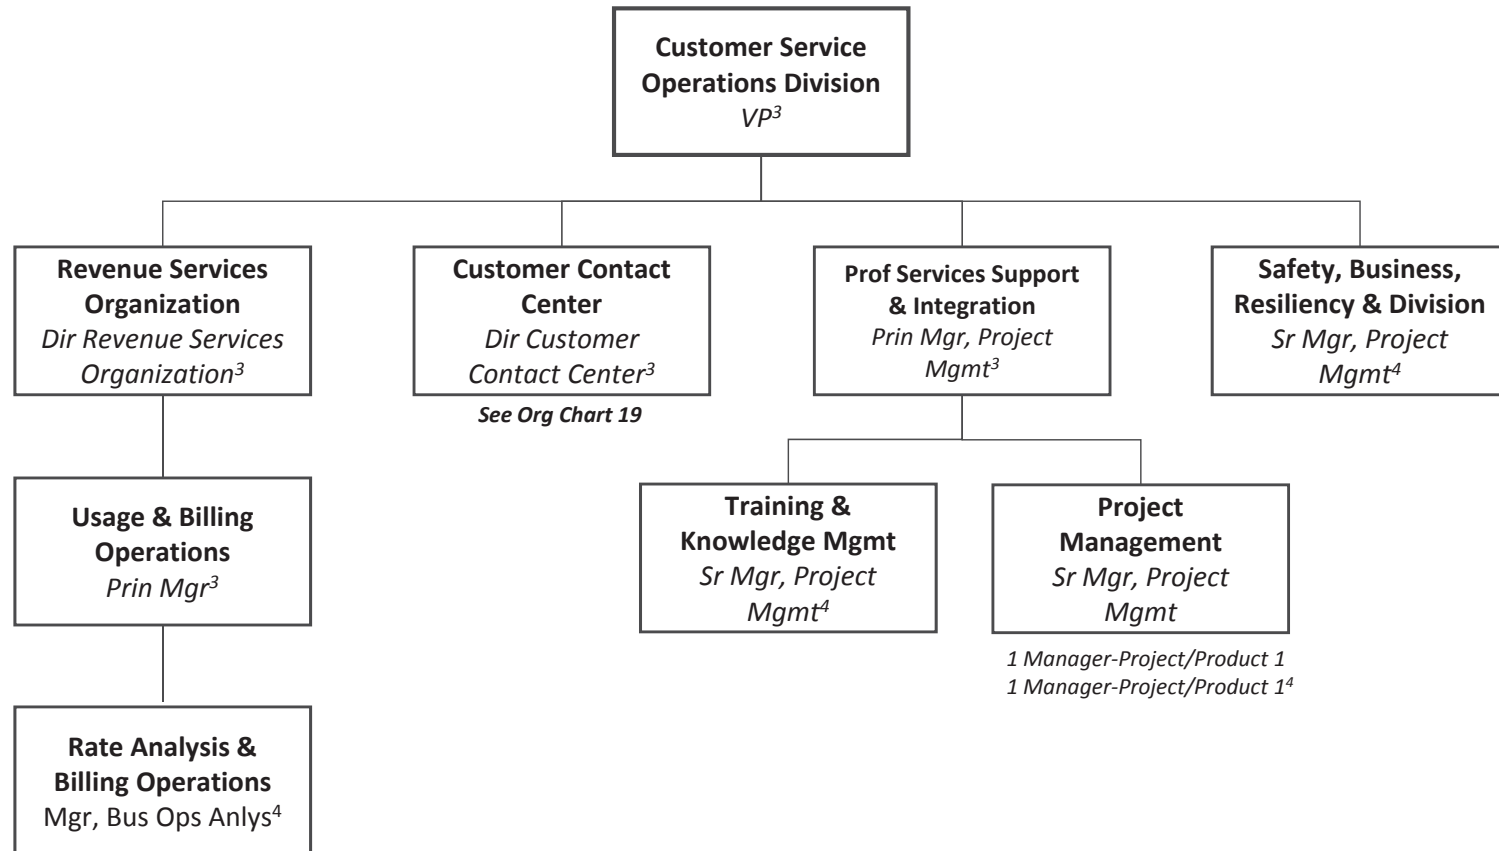 Customer Service
Operations Division
VP³
Revenue Services
Organization
Dir Revenue Services
Organization³
Customer Contact
Center
Dir Customer
Contact Center³
See Org Chart 19
Prof Services Support
& Integration
Prin Mgr, Project
Mgmt³
Safety, Business,
Resiliency & Division
Sr Mgr, Project
Mgmt⁴
Usage & Billing
Operations
Prin Mgr³
Training &
Knowledge Mgmt
Sr Mgr, Project
Mgmt⁴
Project
Management
Sr Mgr, Project
Mgmt
1 Manager-Project/Product 1
1 Manager-Project/Product 1⁴
Rate Analysis &
Billing Operations
Mgr, Bus Ops Anlys⁴